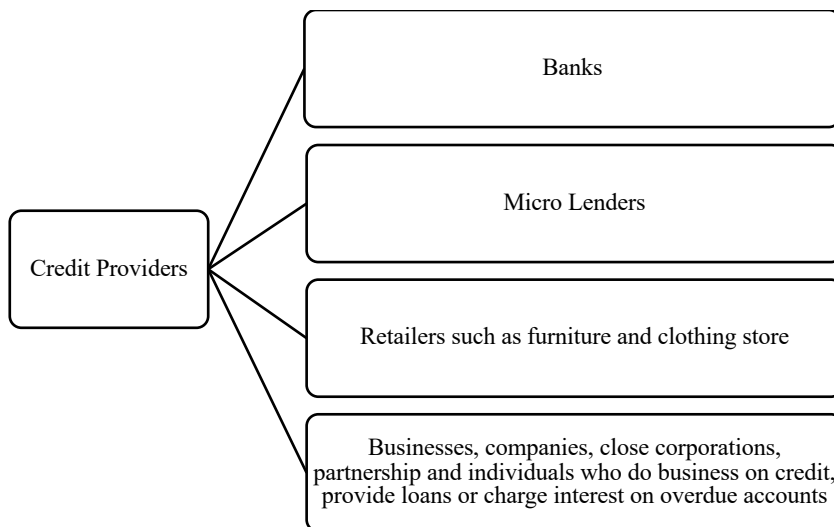 Banks
Micro Lenders
Credit Providers
Retailers such as furniture and clothing store
Businesses, companies, close corporations,
partnership and individuals who do business on credit,
provide loans or charge interest on overdue accounts